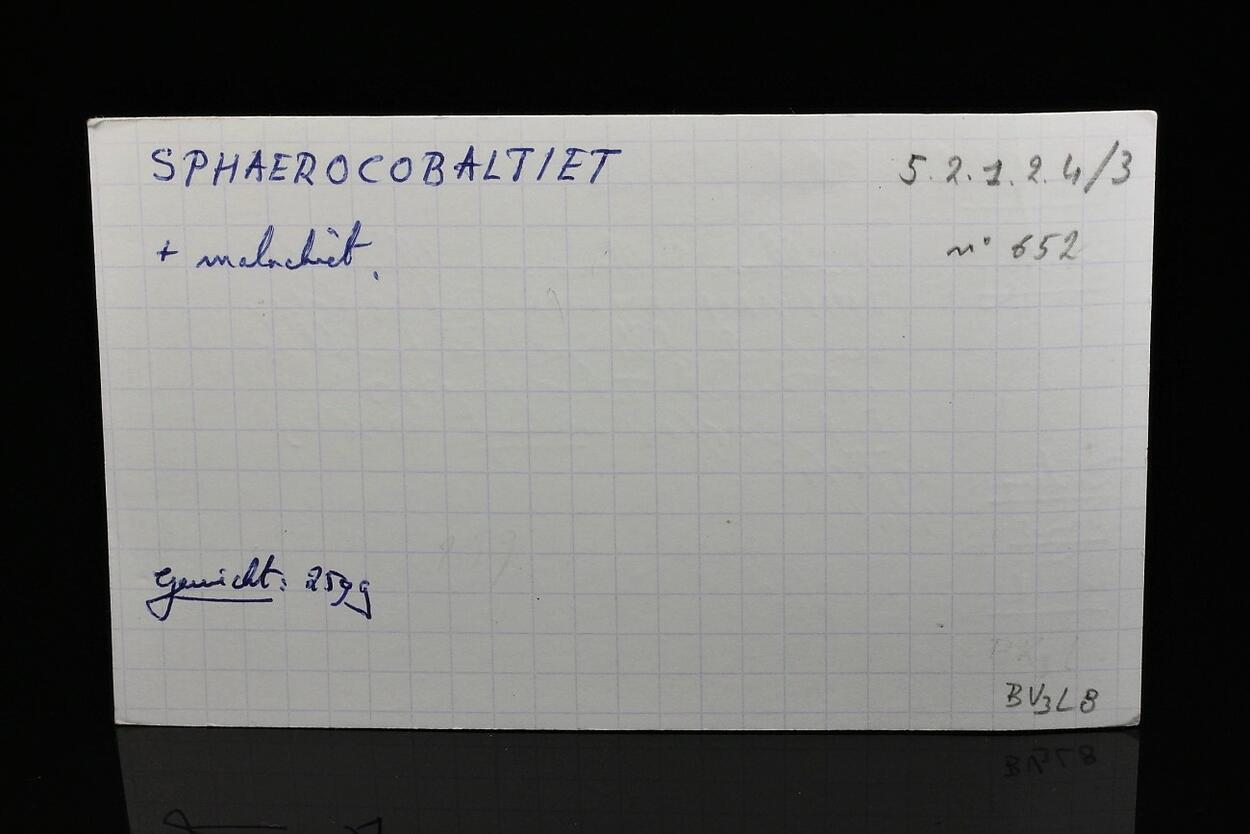 SPHAEROCOBALTIET
5.2.1.2.4/3
+ malachiet.
n° 652
Gewicht: 259g
BV3L8